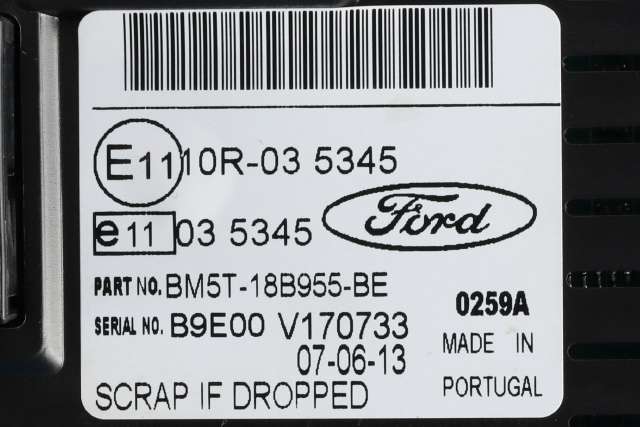 E11 10R-03 5345
e 11 03 5345
Ford
PART NO. BM5T-18B955-BE
SERIAL NO. B9E00 V170733
07-06-13
0259A
MADE IN
PORTUGAL
SCRAP IF DROPPED